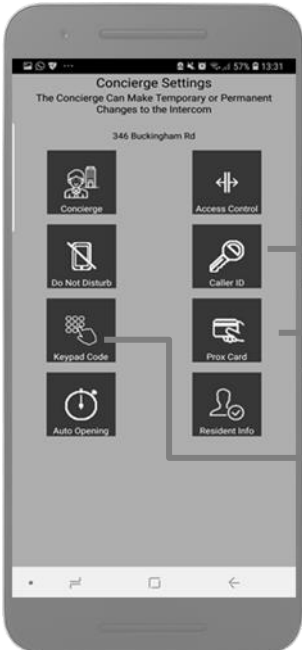 57% 13:31
Concierge Settings
The Concierge Can Make Temporary or Permanent
Changes to the Intercom
346 Buckingham Rd
Concierge
Access Control
Do Not Disturb
Caller ID
Keypad Code
Prox Card
Auto Opening
Resident Info